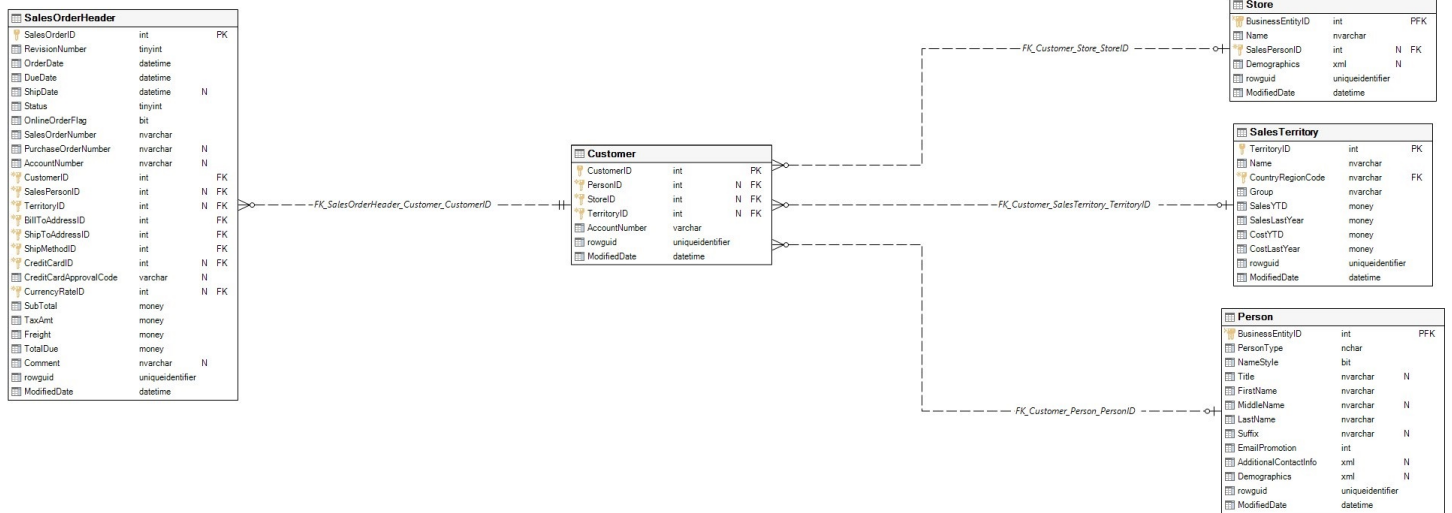 SalesOrderHeader
SalesOrderID int PK
RevisionNumber tinyint
OrderDate datetime
DueDate datetime
ShipDate datetime N
Status tinyint
OnlineOrderFlag bit
SalesOrderNumber nvarchar
PurchaseOrderNumber nvarchar N
AccountNumber nvarchar N
CustomerID int FK
SalesPersonID int N FK
TerritoryID int N FK
BillToAddressID int FK
ShipToAddressID int FK
ShipMethodID int FK
CreditCardID int N FK
CreditCardApprovalCode varchar N
CurrencyRateID int N FK
SubTotal money
TaxAmt money
Freight money
TotalDue money
Comment nvarchar N
rowguid uniqueidentifier
ModifiedDate datetime
FK_SalesOrderHeader_Customer_CustomerID
Customer
CustomerID int PK
PersonID int N FK
StoreID int N FK
TerritoryID int N FK
AccountNumber varchar
rowguid uniqueidentifier
ModifiedDate datetime
FK_Customer_Store_StoreID
FK_Customer_SalesTerritory_TerritoryID
FK_Customer_Person_PersonID
Store
BusinessEntityID int PFK
Name nvarchar
SalesPersonID int N FK
Demographics xml N
rowguid uniqueidentifier
ModifiedDate datetime
SalesTerritory
TerritoryID int PK
Name nvarchar
CountryRegionCode nvarchar FK
Group nvarchar
SalesYTD money
SalesLastYear money
CostYTD money
CostLastYear money
rowguid uniqueidentifier
ModifiedDate datetime
Person
BusinessEntityID int PFK
PersonType nchar
NameStyle bit
Title nvarchar N
FirstName nvarchar
MiddleName nvarchar N
LastName nvarchar
Suffix nvarchar N
EmailPromotion int
AdditionalContactInfo xml N
Demographics xml N
rowguid uniqueidentifier
ModifiedDate datetime